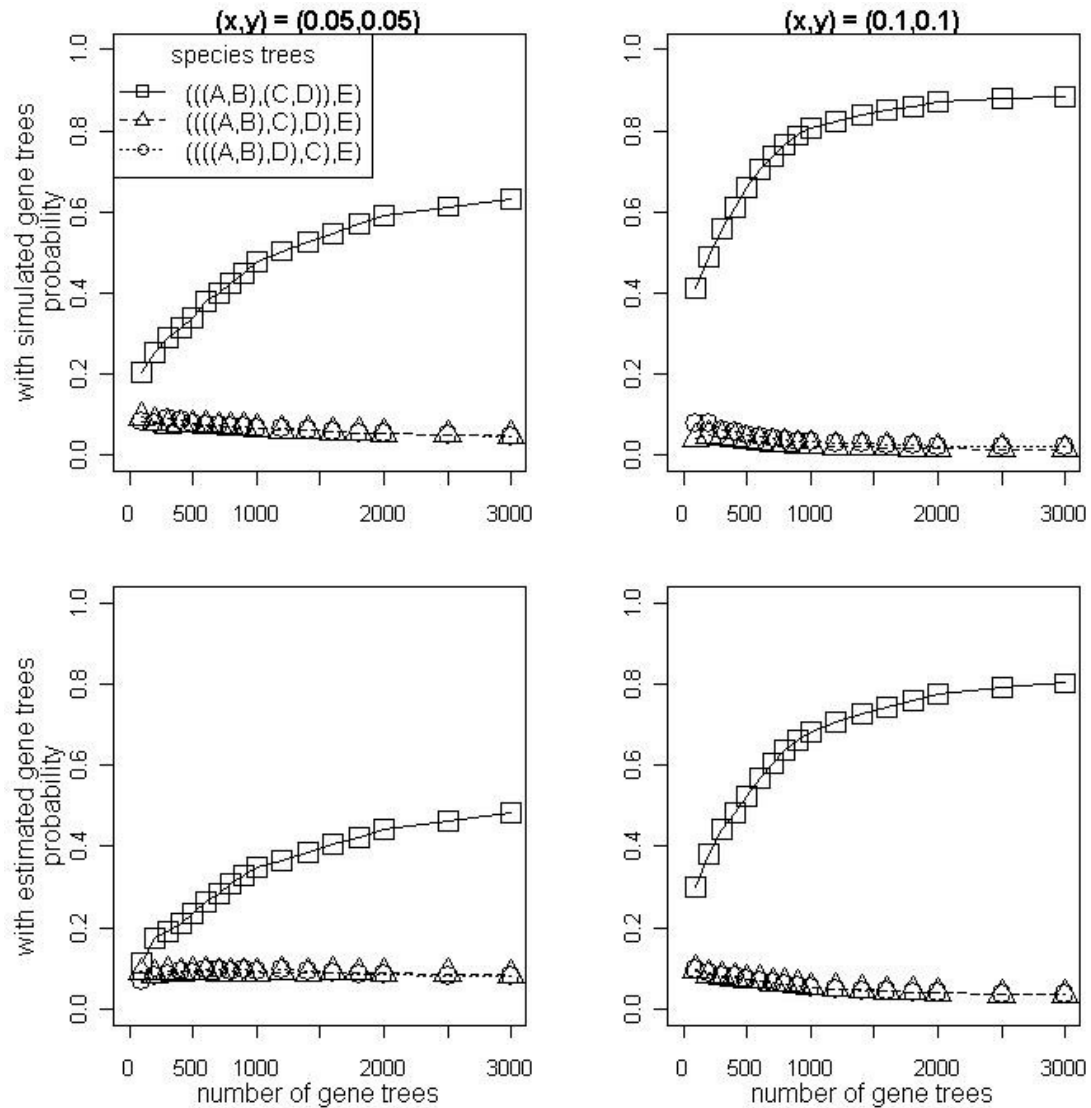 (x,y) = (0.05,0.05)
(x,y) = (0.1,0.1)
species trees
(((A,B),(C,D)),E)
((((A,B),C),D),E)
((((A,B),D),C),E)
with simulated gene trees
probability
0.0 0.2 0.4 0.6 0.8 1.0
0 500 1000 2000 3000
0.0 0.2 0.4 0.6 0.8 1.0
0 500 1000 2000 3000
with estimated gene trees
probability
0.0 0.2 0.4 0.6 0.8 1.0
0 500 1000 2000 3000
number of gene trees
0.0 0.2 0.4 0.6 0.8 1.0
0 500 1000 2000 3000
number of gene trees